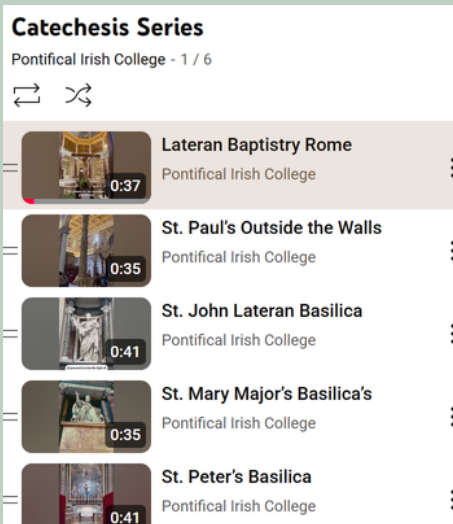 Catechesis Series
Pontifical Irish College - 1 / 6
Lateran Baptistry Rome
Pontifical Irish College
0:37
St. Paul's Outside the Walls
Pontifical Irish College
0:35
St. John Lateran Basilica
Pontifical Irish College
0:41
St. Mary Major's Basilica's
Pontifical Irish College
0:35
St. Peter's Basilica
Pontifical Irish College
0:41